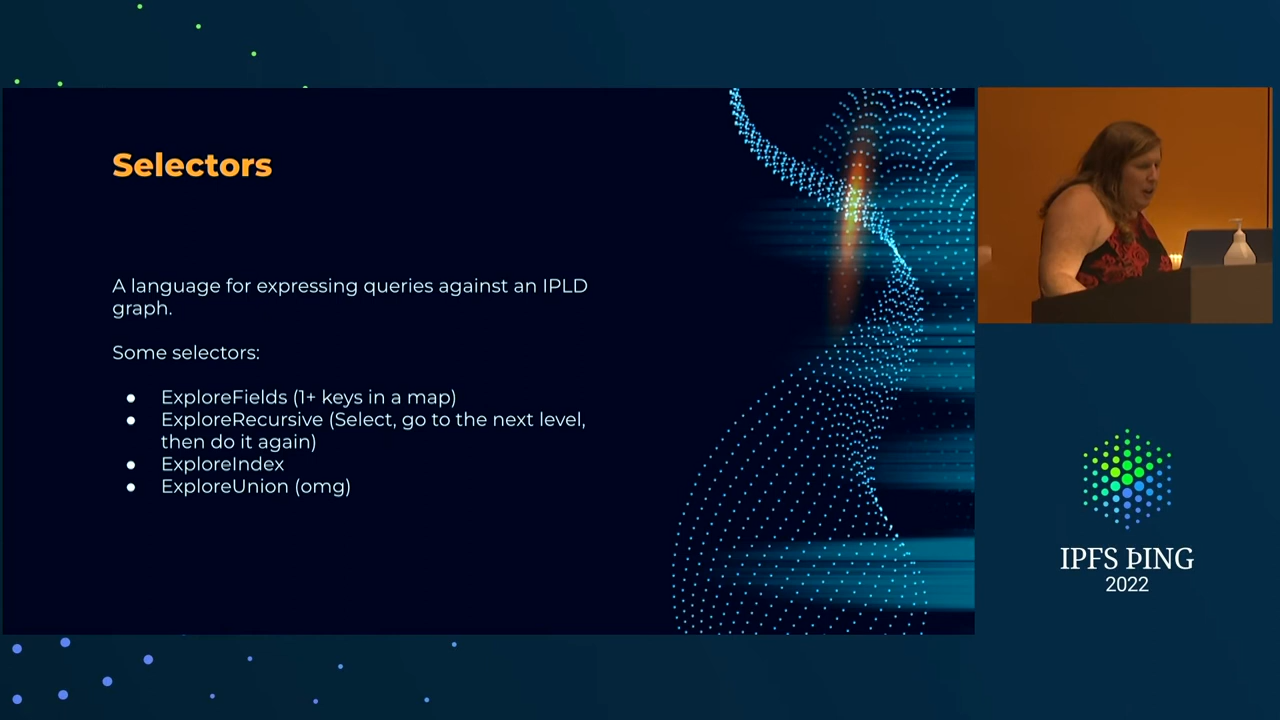 Selectors
A language for expressing queries against an IPLD
graph.
Some selectors:
● ExploreFields (1+ keys in a map)
● ExploreRecursive (Select, go to the next level,
then do it again)
● ExploreIndex
● ExploreUnion (omg)
IPFS ÞING
2022